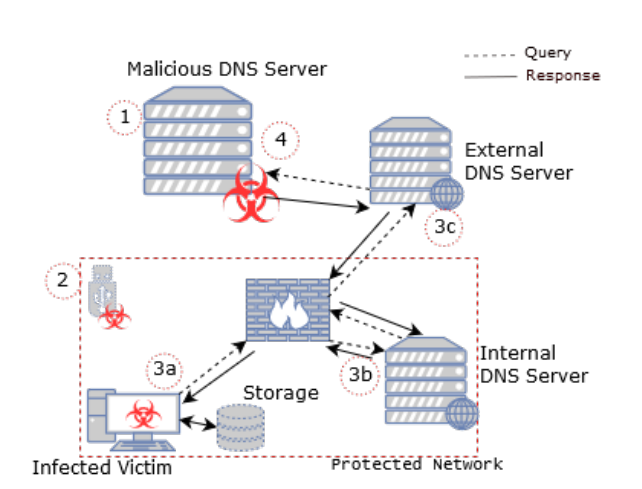 Query
Response
Malicious DNS Server
1
4
External
DNS Server
3c
2
3a
3b
Storage
Internal
DNS Server
Infected Victim
Protected Network